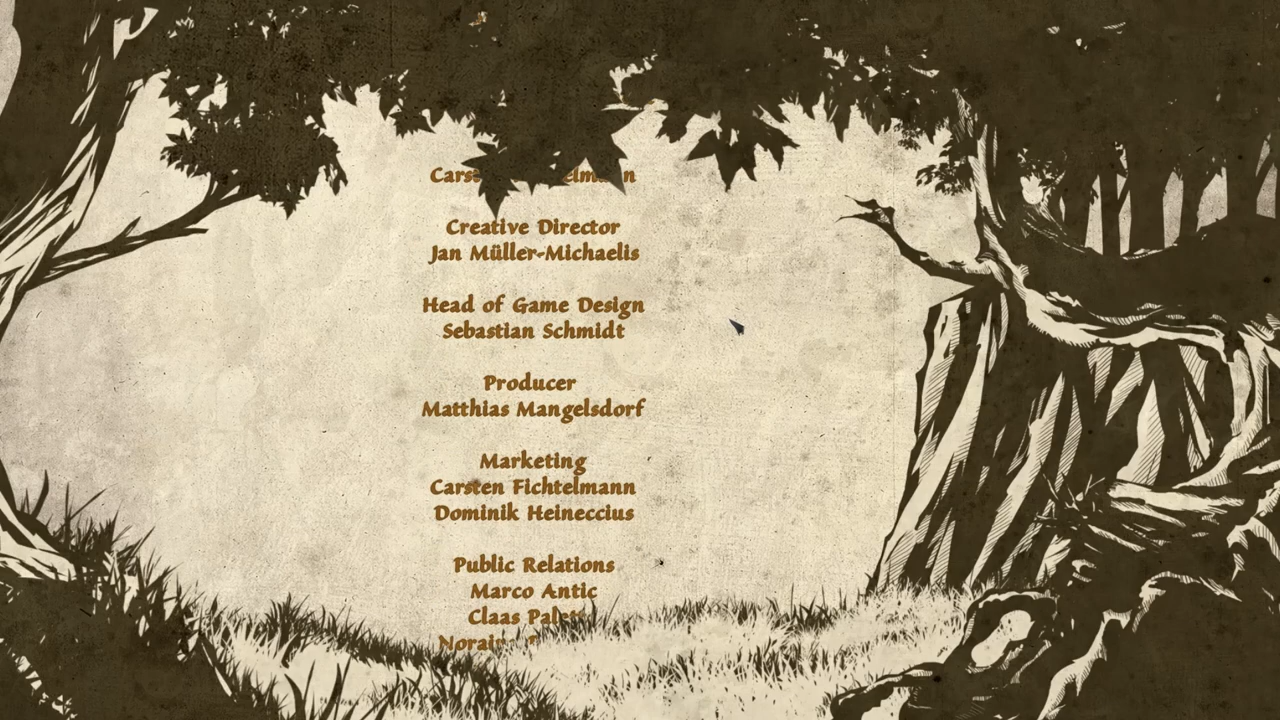 Creative Director
Jan Müller-Michaelis
Head of Game Design
Sebastian Schmidt
Producer
Matthias Mangelsdorf
Marketing
Carsten Fichtelmann
Dominik Heineccius
Public Relations
Marco Antic
Claas